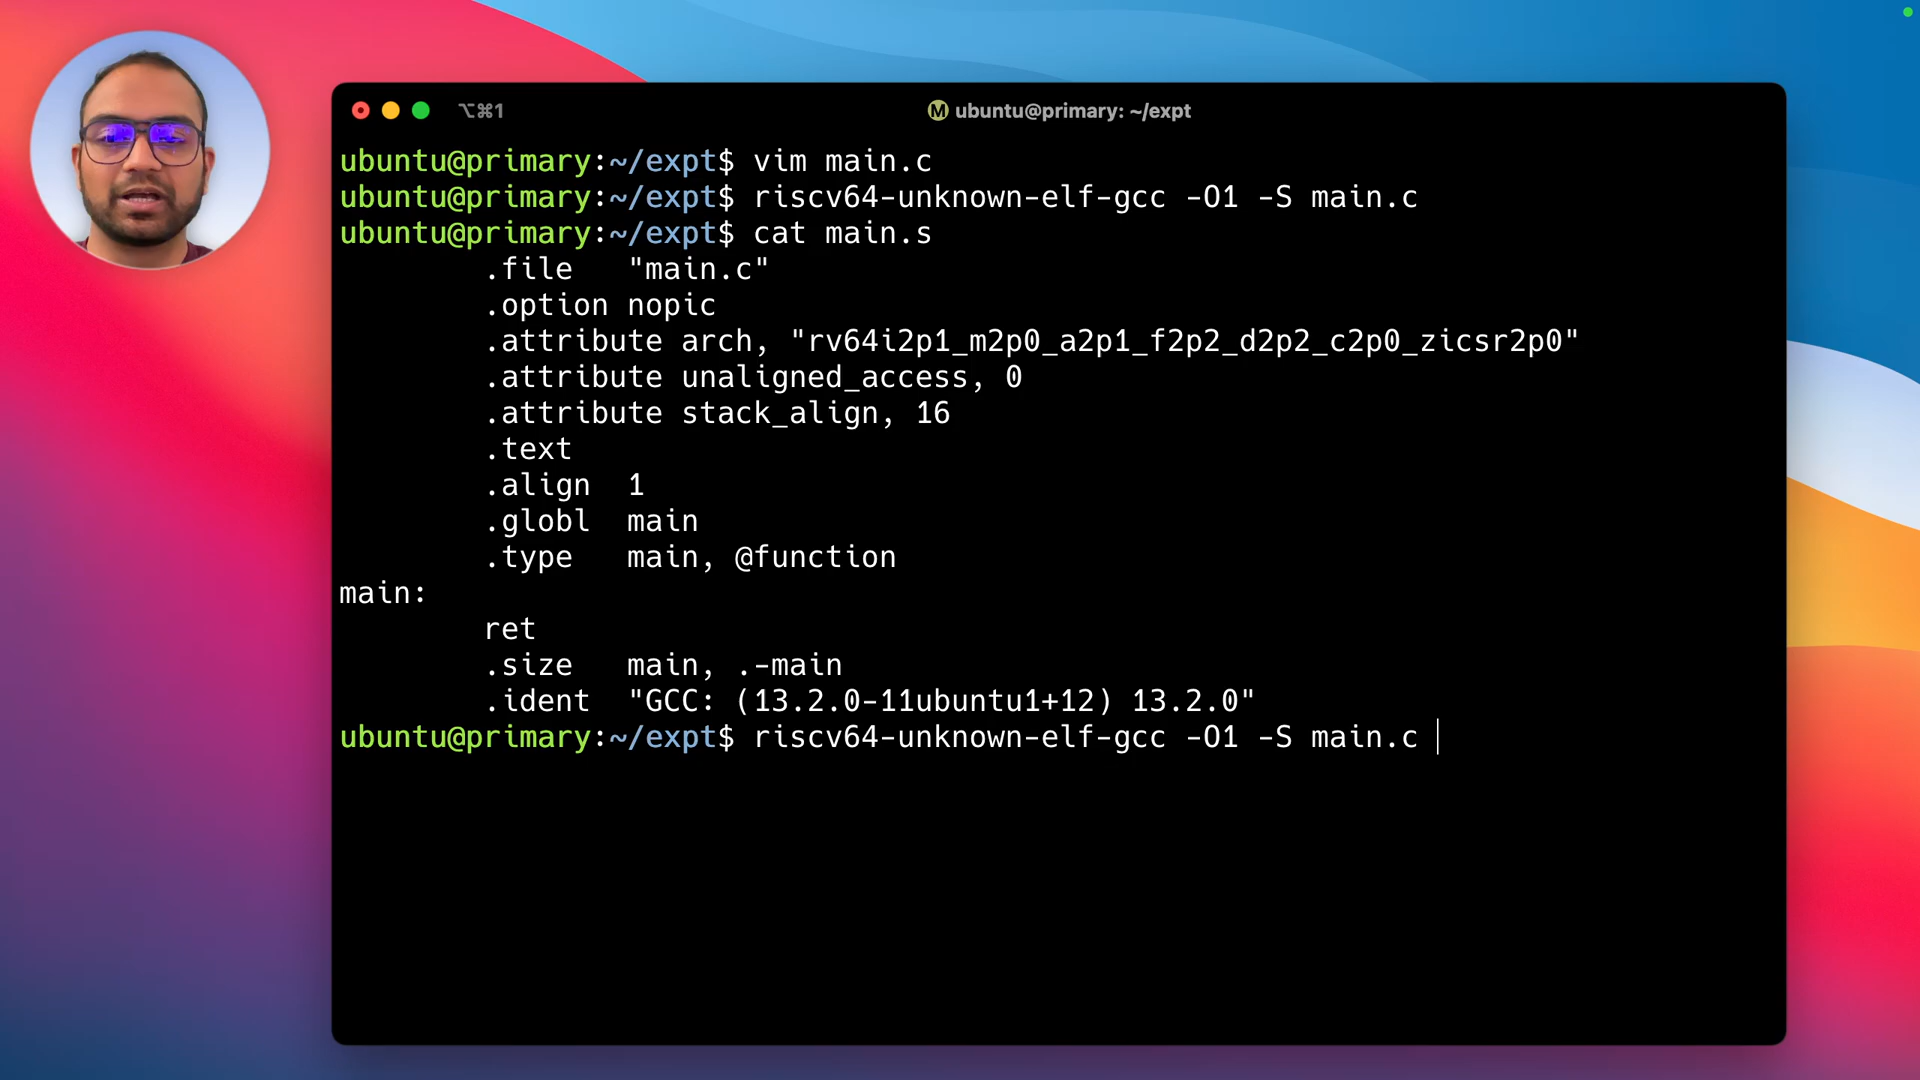 ⌥⌘1
ubuntu@primary: ~/expt
ubuntu@primary:~/expt$ vim main.c
ubuntu@primary:~/expt$ riscv64-unknown-elf-gcc -O1 -S main.c
ubuntu@primary:~/expt$ cat main.s
.file "main.c"
.option nopic
.attribute arch, "rv64i2p1_m2p0_a2p1_f2p2_d2p2_c2p0_zicsr2p0"
.attribute unaligned_access, 0
.attribute stack_align, 16
.text
.align 1
.globl main
.type main, @function
main:
ret
.size main, .-main
.ident "GCC: (13.2.0-11ubuntu1+12) 13.2.0"
ubuntu@primary:~/expt$ riscv64-unknown-elf-gcc -O1 -S main.c